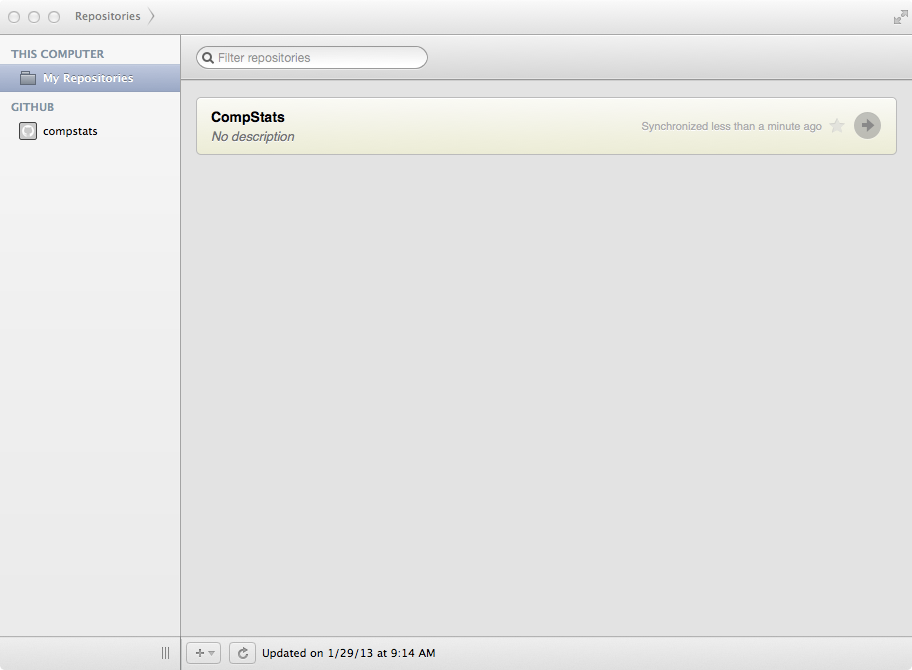 Repositories
THIS COMPUTER
My Repositories
GITHUB
compstats
Filter repositories
CompStats
No description
Synchronized less than a minute ago
Updated on 1/29/13 at 9:14 AM